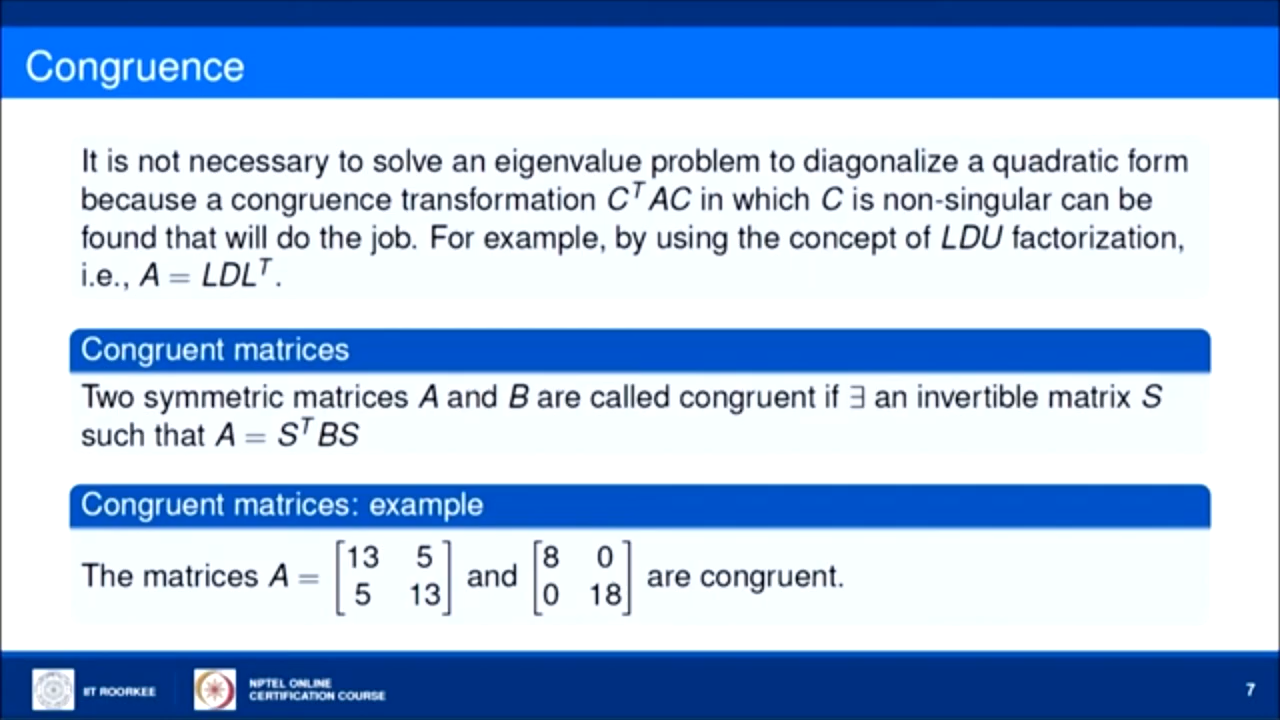 Congruence
It is not necessary to solve an eigenvalue problem to diagonalize a quadratic form
because a congruence transformation C^T AC in which C is non-singular can be
found that will do the job. For example, by using the concept of LDU factorization,
i.e., A = LDL^T.
Congruent matrices
Two symmetric matrices A and B are called congruent if ∃ an invertible matrix S
such that A = S^T BS
Congruent matrices: example
The matrices A = [13 5; 5 13] and [8 0; 0 18] are congruent.
IIT ROORKEE
NPTEL ONLINE
CERTIFICATION COURSE
7